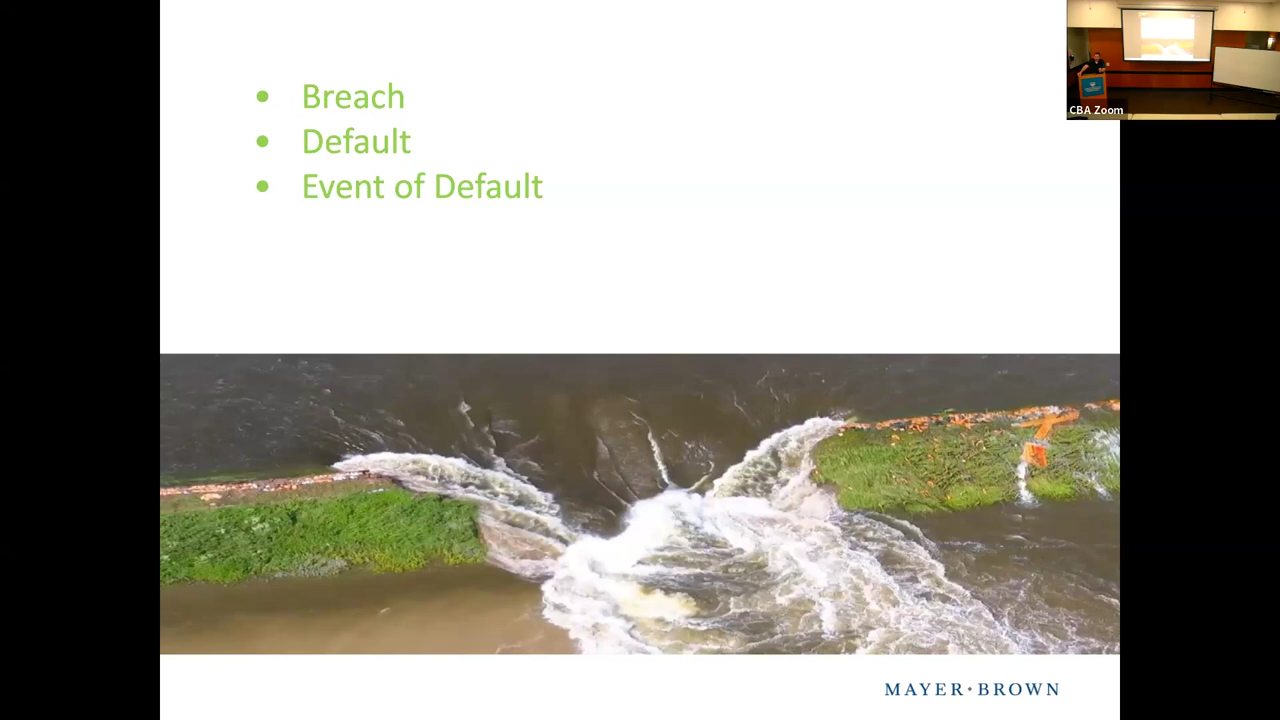 • Breach
• Default
• Event of Default
CBA Zoom
MAYER•BROWN